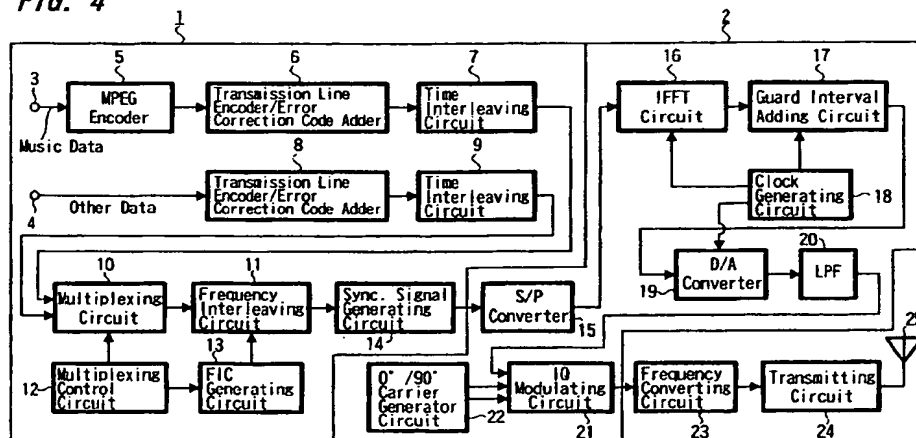 Fig. 4
1
2
3
5
MPEG
Encoder
Music Data
6
Transmission Line
Encoder/Error
Correction Code Adder
7
Time
Interleaving
Circuit
16
IFFT
Circuit
17
Guard Interval
Adding Circuit
4
Other Data
8
Transmission Line
Encoder/Error
Correction Code Adder
9
Time
Interleaving
Circuit
Clock
Generating
Circuit
18
10
Multiplexing
Circuit
11
Frequency
Interleaving
Circuit
Sync. Signal
Generating
Circuit
14
S/P
Converter
15
19
D/A
Converter
20
LPF
12
Multiplexing
Control
Circuit
13
FIC
Generating
Circuit
0° /90°
Carrier
Generator
Circuit
22
IQ
Modulating
Circuit
21
Frequency
Converting
Circuit
23
Transmitting
Circuit
24